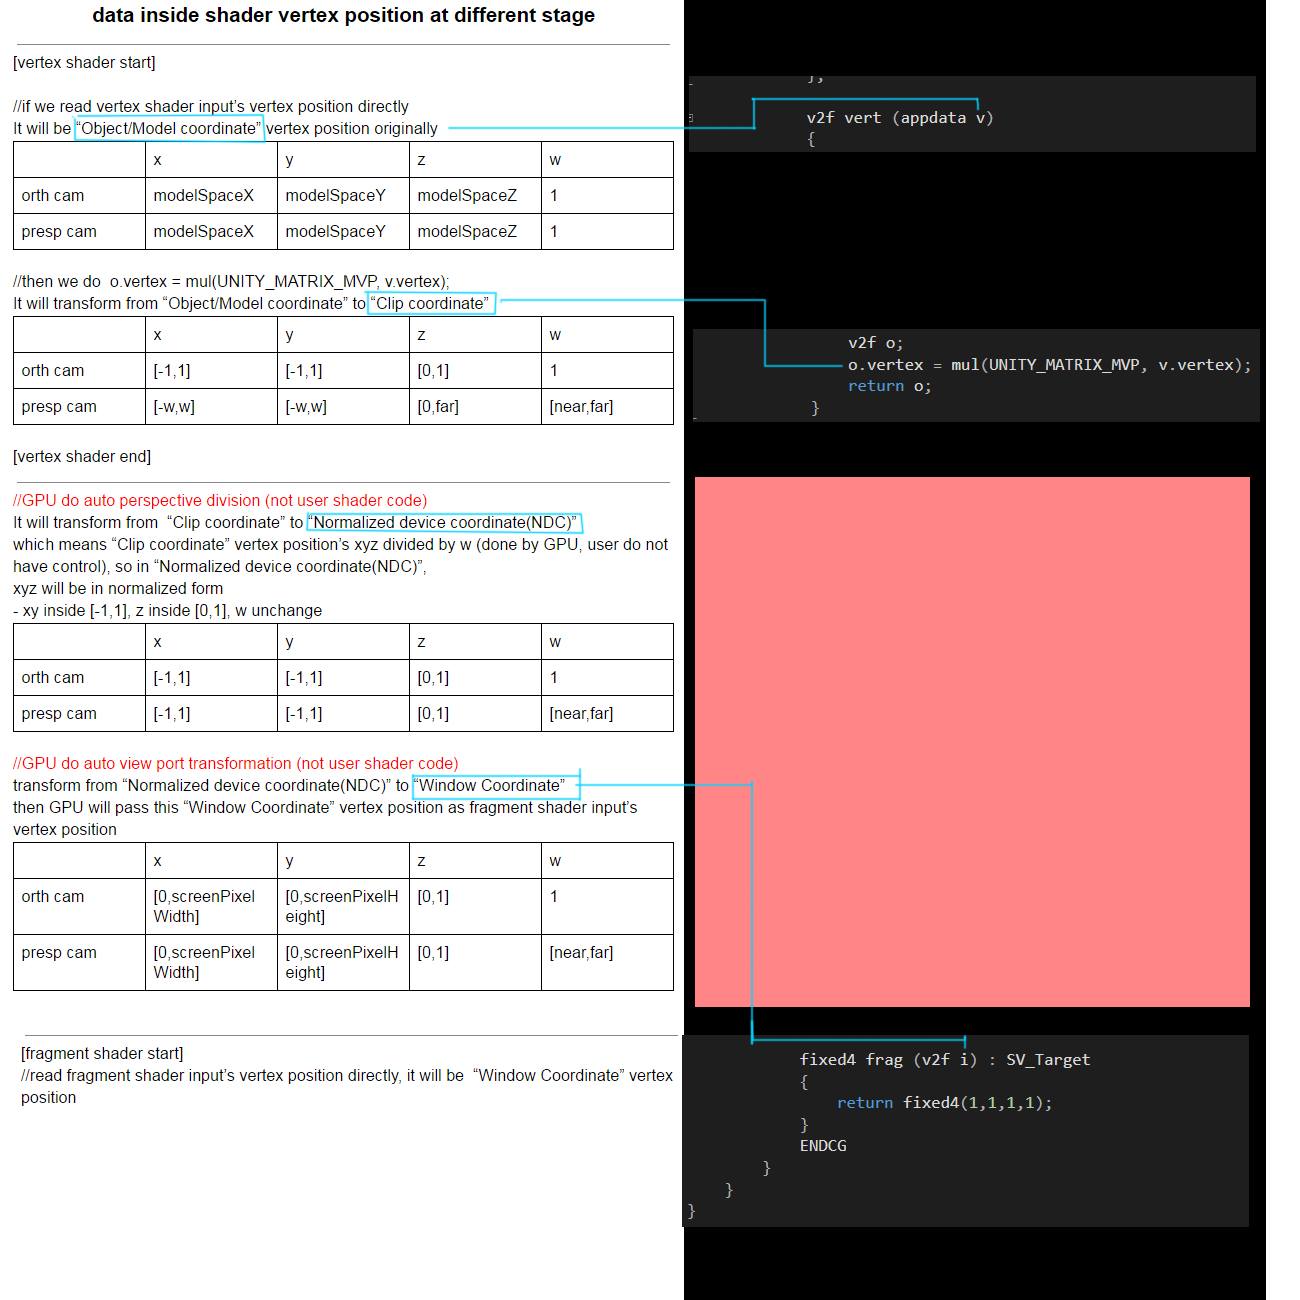 data inside shader vertex position at different stage
[vertex shader start]
//if we read vertex shader input’s vertex position directly
It will be “Object/Model coordinate” vertex position originally
x y z w
orth cam modelSpaceX modelSpaceY modelSpaceZ 1
presp cam modelSpaceX modelSpaceY modelSpaceZ 1
//then we do o.vertex = mul(UNITY_MATRIX_MVP, v.vertex);
It will transform from “Object/Model coordinate” to “Clip coordinate”
x y z w
orth cam [-1,1] [-1,1] [0,1] 1
presp cam [-w,w] [-w,w] [0,far] [near,far]
[vertex shader end]
//GPU do auto perspective division (not user shader code)
It will transform from “Clip coordinate” to “Normalized device coordinate(NDC)”
which means “Clip coordinate” vertex position’s xyz divided by w (done by GPU, user do not
have control), so in “Normalized device coordinate(NDC)”,
xyz will be in normalized form
- xy inside [-1,1], z inside [0,1], w unchange
x y z w
orth cam [-1,1] [-1,1] [0,1] 1
presp cam [-1,1] [-1,1] [0,1] [near,far]
//GPU do auto view port transformation (not user shader code)
transform from “Normalized device coordinate(NDC)” to “Window Coordinate”
then GPU will pass this “Window Coordinate” vertex position as fragment shader input’s
vertex position
x y z w
orth cam [0,screenPixel [0,screenPixelH [0,1] 1
Width] eight]
presp cam [0,screenPixel [0,screenPixelH [0,1] [near,far]
Width] eight]
[fragment shader start]
//read fragment shader input’s vertex position directly, it will be “Window Coordinate” vertex
position
};
v2f vert (appdata v)
{
v2f o;
o.vertex = mul(UNITY_MATRIX_MVP, v.vertex);
return o;
}
fixed4 frag (v2f i) : SV_Target
{
return fixed4(1,1,1,1);
}
ENDCG
}
}
}